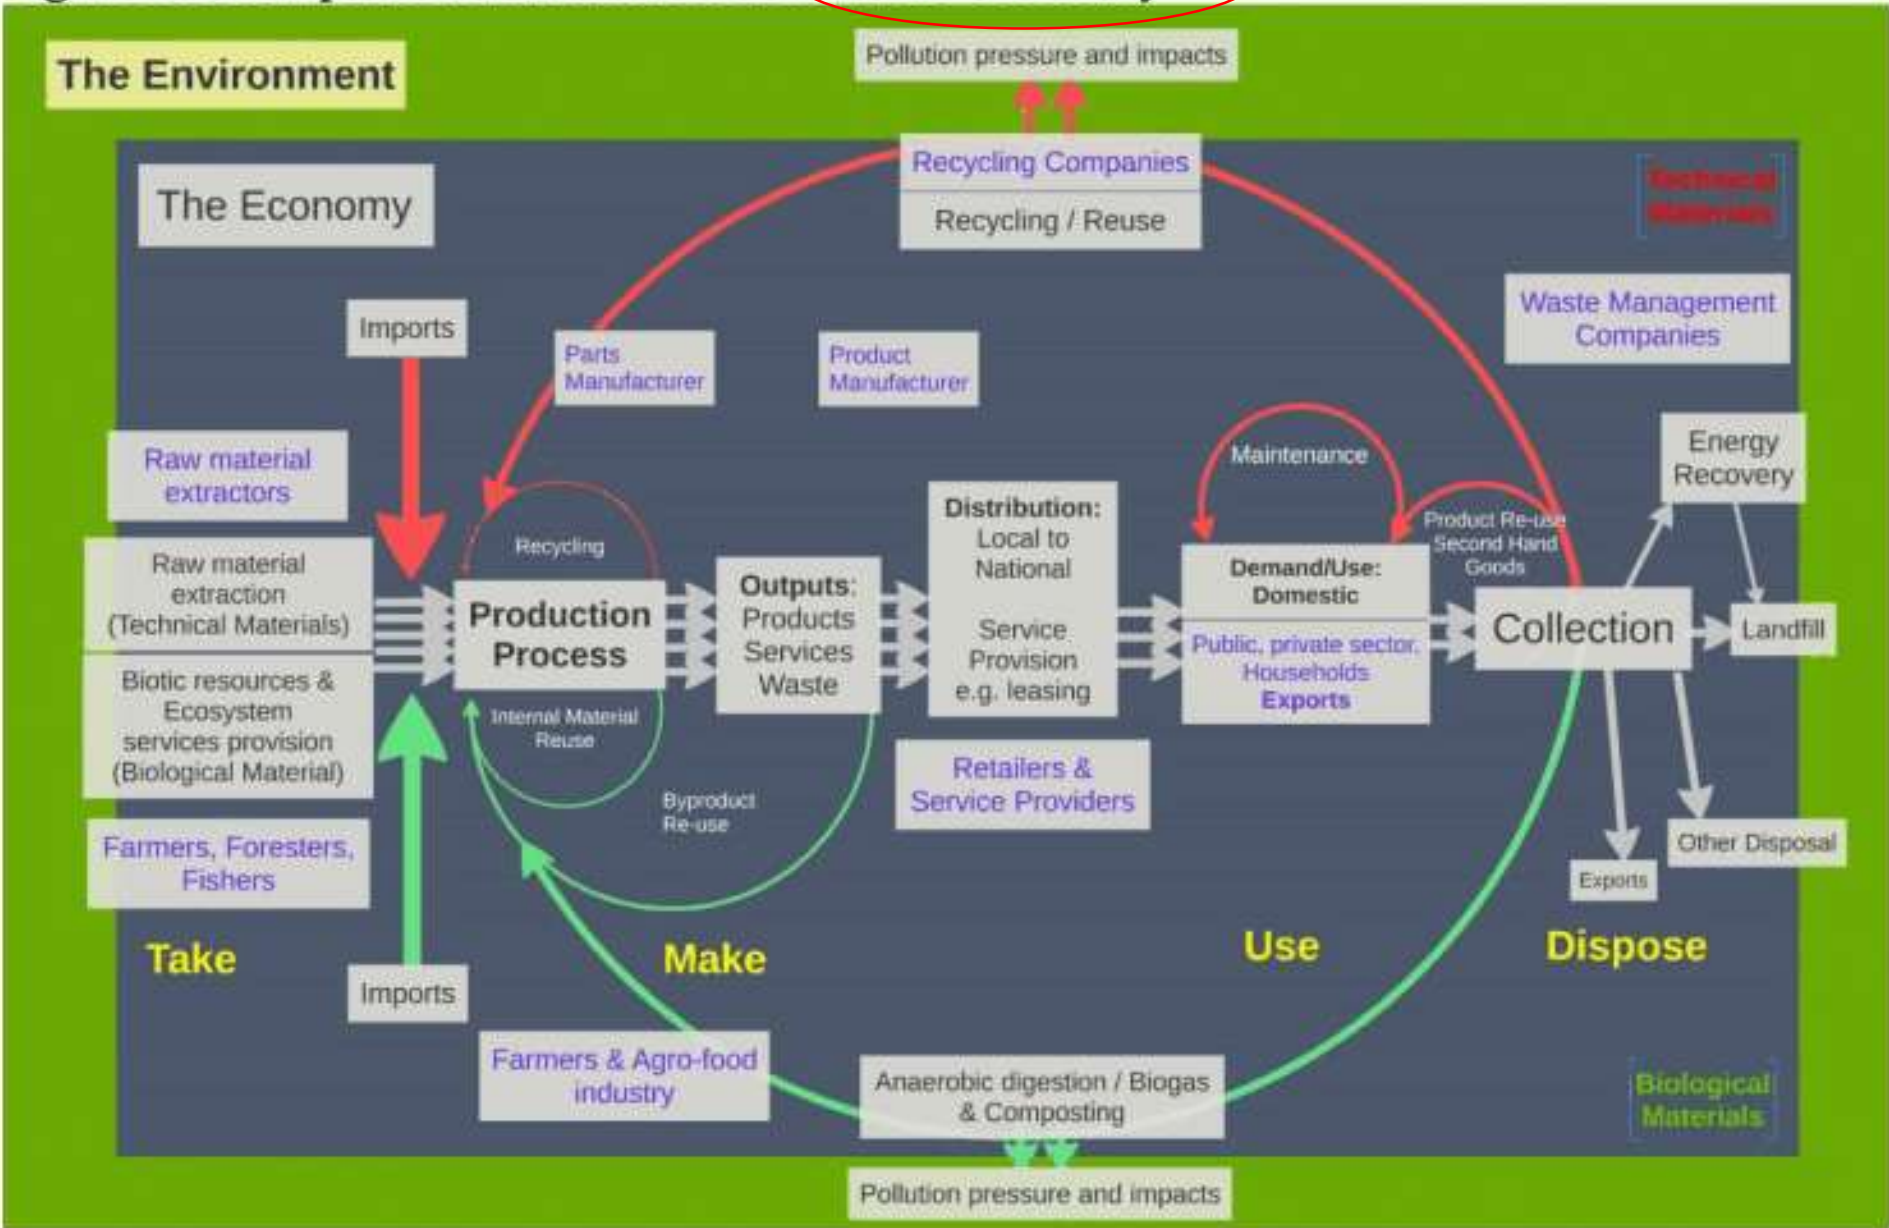 The Environment
Pollution pressure and impacts
The Economy
Recycling Companies
Recycling / Reuse
Technical
Materials
Imports
Parts
Manufacturer
Product
Manufacturer
Waste Management
Companies
Raw material
extractors
Raw material
extraction
(Technical Materials)
Biotic resources &
Ecosystem
services provision
(Biological Material)
Farmers, Foresters,
Fishers
Recycling
Production
Process
Internal Material
Reuse
Byproduct
Re-use
Outputs:
Products
Services
Waste
Distribution:
Local to
National
Service
Provision
e.g. leasing
Retailers &
Service Providers
Maintenance
Product Re-use
Second Hand
Goods
Demand/Use:
Domestic
Public, private sector,
Households
Exports
Collection
Energy
Recovery
Landfill
Other Disposal
Exports
Take
Make
Use
Dispose
Imports
Farmers & Agro-food
industry
Anaerobic digestion / Biogas
& Composting
Biological
Materials
Pollution pressure and impacts